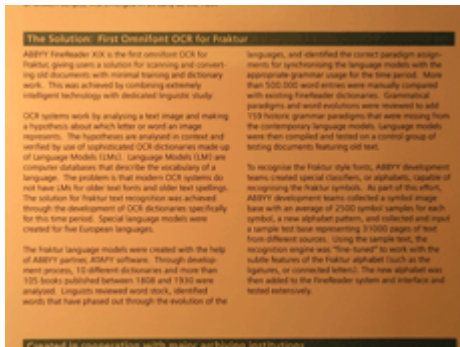 The Solution: First Omnifont OCR for Fraktur
ABBYY FineReader XIX is the first omnifont OCR for
Fraktur, giving users a solution for scanning and convert-
ing old documents with minimal training and dictionary
work. This was achieved by combining extremely
intelligent technology with dedicated linguistic study:
OCR systems work by analysing a text image and making
a hypothesis about which letter or word an image
represents. The hypotheses are analysed in context and
verified by use of sophisticated OCR dictionaries made up
of Language Models (LMs). Language Models (LM) are
computer databases that describe the vocabulary of a
language. The problem is that modern OCR systems do
not have LMs for older text fonts and older text spellings.
The solution for Fraktur text recognition was achieved
through the development of OCR dictionaries specifically
for this time period. Special language models were
created for five European languages.
The Fraktur language models were created with the help
of ABBYY partner, ATAPY software. Through develop-
ment process, 10 different dictionaries and more than
105 books published between 1808 and 1930 were
analysed. Linguists reviewed word stock, identified
words that have phased out through the evolution of the
languages, and identified the correct paradigm assign-
ments for synchronising the language models with the
appropriate grammar usage for the time period. More
than 500.000 word entries were manually compared
with existing FineReader dictionaries. Grammatical
paradigms and word evolutions were reviewed to add
159 historic grammar paradigms that were missing from
the contemporary language models. Language models
were then compiled and tested on a control group of
testing documents featuring old text.
To recognise the Fraktur style fonts, ABBYY development
teams created special classifiers, or alphabets, capable of
recognising the Fraktur symbols. As part of this effort,
ABBYY development teams collected a symbol image
base with an average of 2500 symbol samples for each
symbol, a new alphabet pattern, and collected and input
a sample test base representing 31000 pages of text
from different sources. Using the sample text, the
recognition engine was "fine tuned" to work with the
subtle features of the Fraktur alphabet (such as the
ligatures, or connected letters). The new alphabet was
then added to the FineReader system and interface and
tested extensively.
Created in cooperation with major archiving institutions